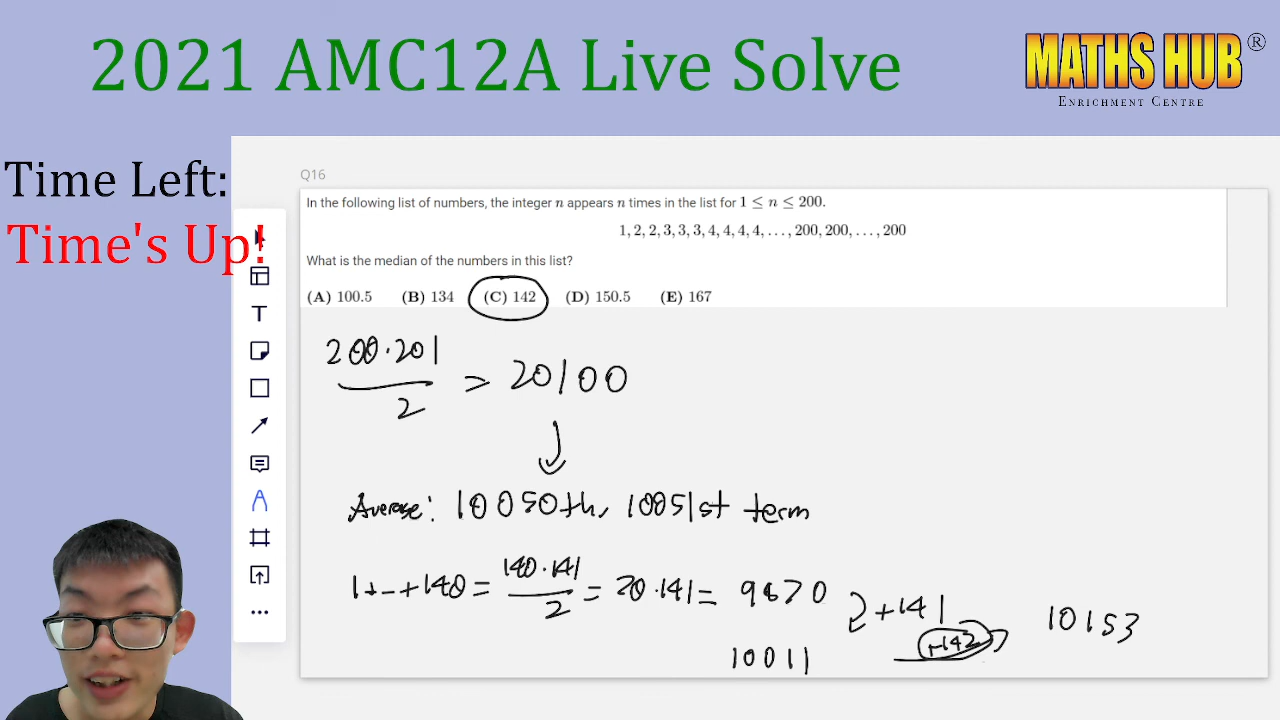 2021 AMC12A Live Solve
MATHS HUB®
ENRICHMENT CENTRE
Time Left:
Time's Up!
Q16
In the following list of numbers, the integer n appears n times in the list for 1 ≤ n ≤ 200.
1, 2, 2, 3, 3, 3, 4, 4, 4, 4, . . . , 200, 200, . . . , 200
What is the median of the numbers in this list?
(A) 100.5 (B) 134 (C) 142 (D) 150.5 (E) 167
200·201 / 2 = 20100
Average: 10050th, 10051st term
1+--+140 = 140·141 / 2 = 70·141 = 9870
+141
10011
+142
10153